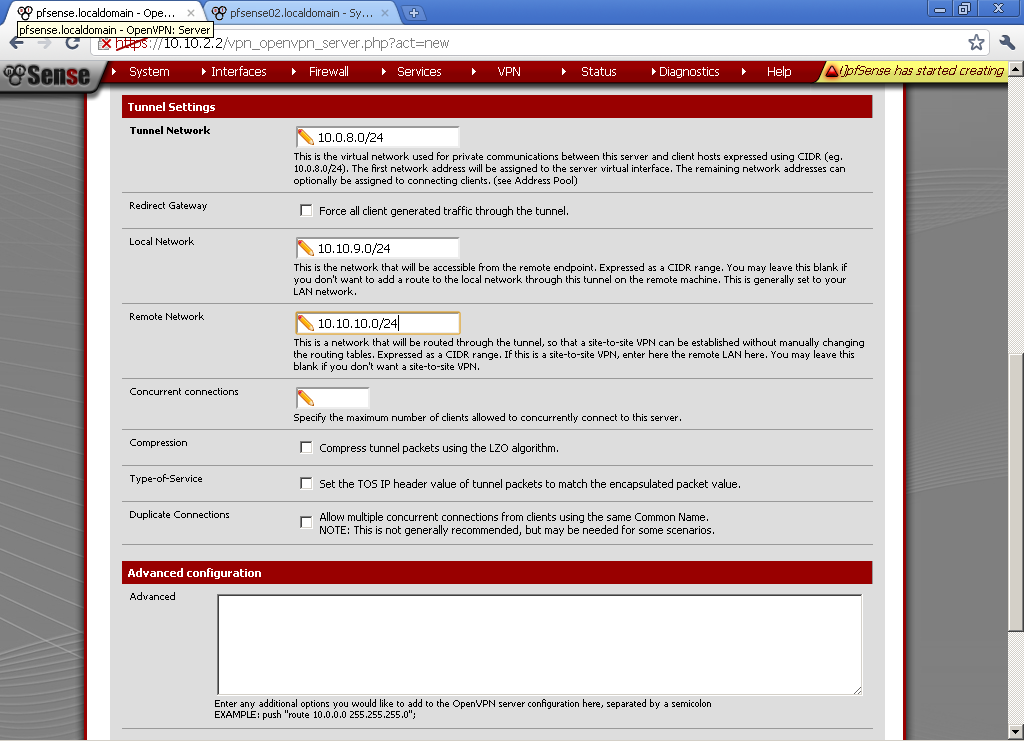 pfsense.localdomain - Ope...
pfsense02.localdomain - Sy...
pfsense.localdomain - OpenVPN: Server
https://10.10.2.2/vpn_openvpn_server.php?act=new
Sense
System
Interfaces
Firewall
Services
VPN
Status
Diagnostics
Help
]pfSense has started creating
Tunnel Settings
Tunnel Network
10.0.8.0/24
This is the virtual network used for private communications between this server and client hosts expressed using CIDR (eg.
10.0.8.0/24). The first network address will be assigned to the server virtual interface. The remaining network addresses can
optionally be assigned to connecting clients. (see Address Pool)
Redirect Gateway
Force all client generated traffic through the tunnel.
Local Network
10.10.9.0/24
This is the network that will be accessible from the remote endpoint. Expressed as a CIDR range. You may leave this blank if
you don't want to add a route to the local network through this tunnel on the remote machine. This is generally set to your
LAN network.
Remote Network
10.10.10.0/24
This is a network that will be routed through the tunnel, so that a site-to-site VPN can be established without manually changing
the routing tables. Expressed as a CIDR range. If this is a site-to-site VPN, enter here the remote LAN here. You may leave this
blank if you don't want a site-to-site VPN.
Concurrent connections
Specify the maximum number of clients allowed to concurrently connect to this server.
Compression
Compress tunnel packets using the LZO algorithm.
Type-of-Service
Set the TOS IP header value of tunnel packets to match the encapsulated packet value.
Duplicate Connections
Allow multiple concurrent connections from clients using the same Common Name.
NOTE: This is not generally recommended, but may be needed for some scenarios.
Advanced configuration
Advanced
Enter any additional options you would like to add to the OpenVPN server configuration here, separated by a semicolon
EXAMPLE: push "route 10.0.0.0 255.255.255.0";